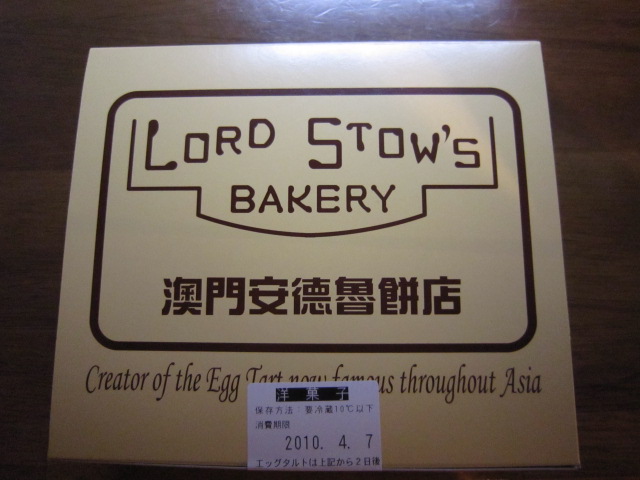 LORD STOW'S
BAKERY
澳門安德魯餅店
Creator of the Egg Tart now famous throughout Asia
洋菓子
保存方法:要冷蔵10℃以下
消費期限
2010. 4. 7
エッグタルトは上記から2日後